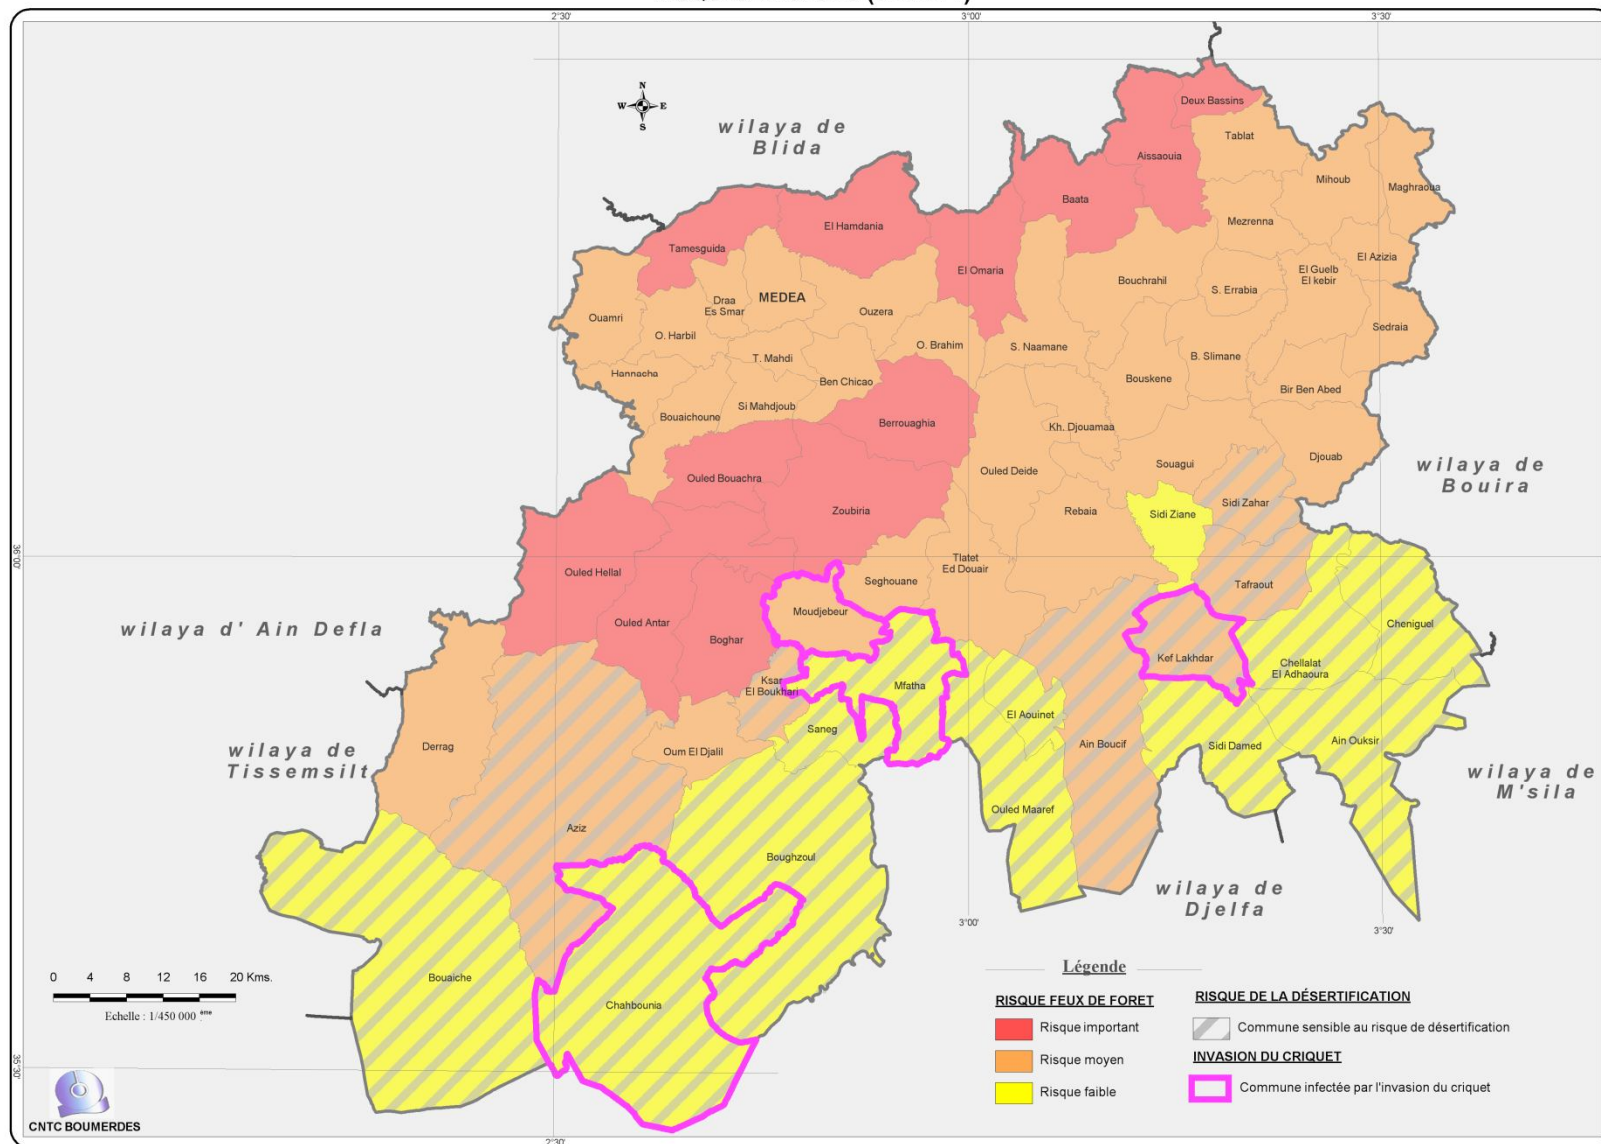 2°30'
3°00'
3°30'
N
W E
S
wilaya de
Blida
Deux Bassins
Tablat
Aissaouia
Mihoub
Maghraoua
Baata
Mezrenna
El Hamdania
Tamesguida
El Omaria
El Azizia
El Guelb
El kebir
Bouchrahil
S. Errabia
MEDEA
Draa
Es Smar
Ouzera
Ouamri
O. Harbil
Sedraia
O. Brahim
S. Naamane
T. Mahdi
B. Slimane
Hannacha
Ben Chicao
Bouskene
Bir Ben Abed
Si Mahdjoub
Bouaichoune
Berrouaghia
Kh. Djouamaa
Djouab
Souagui
Ouled Deide
wilaya de
Bouira
Ouled Bouachra
Sidi Zahar
Zoubiria
Rebaia
Sidi Ziane
36°00'
36°00'
Tlatet
Ed Douair
Ouled Hellal
Seghouane
Tafraout
Moudjebeur
Ouled Antar
Cheniguel
wilaya d' Ain Defla
Boghar
Kef Lakhdar
Chellalat
El Adhaoura
Ksar
El Boukhari
Mfatha
El Aouinet
Saneg
Derrag
Oum El Djalil
Ain Boucif
Sidi Damed
Ain Ouksir
wilaya de
Tissemsilt
wilaya de
M'sila
Ouled Maaref
Aziz
Boughzoul
wilaya de
Djelfa
3°00'
3°30'
Bouaiche
Chahbounia
0 4 8 12 16 20 Kms.
Echelle : 1/450 000 ème
Légende
RISQUE FEUX DE FORET
Risque important
Risque moyen
Risque faible
RISQUE DE LA DÉSERTIFICATION
Commune sensible au risque de désertification
INVASION DU CRIQUET
Commune infectée par l'invasion du criquet
35°30'
CNTC BOUMERDES
2°30'